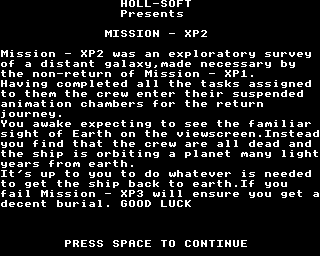 HOLL-SOFT
Presents
MISSION - XP2
Mission - XP2 was an exploratory survey
of a distant galaxy,made necessary by
the non-return of Mission - XP1.
Having completed all the tasks assigned
to them the crew enter their suspended
animation chambers for the return
journey.
You awake expecting to see the familiar
sight of Earth on the viewscreen.Instead
you find that the crew are all dead and
the ship is orbiting a planet many light
years from earth.
It's up to you to do whatever is needed
to get the ship back to earth.If you
fail Mission - XP3 will ensure you get a
decent burial. GOOD LUCK
PRESS SPACE TO CONTINUE